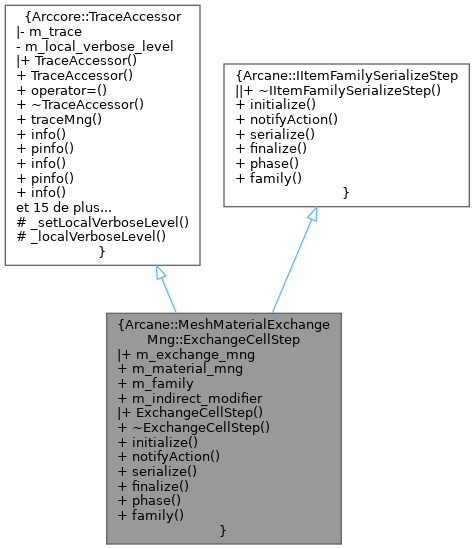 {Arccore::TraceAccessor
|- m_trace
- m_local_verbose_level
|+ TraceAccessor()
+ TraceAccessor()
+ operator=()
+ ~TraceAccessor()
+ traceMng()
+ info()
+ pinfo()
+ info()
+ pinfo()
+ info()
et 15 de plus...
# _setLocalVerboseLevel()
# _localVerboseLevel()
}
{Arcane::IItemFamilySerializeStep
||+ ~IItemFamilySerializeStep()
+ initialize()
+ notifyAction()
+ serialize()
+ finalize()
+ phase()
+ family()
}
{Arcane::MeshMaterialExchange
Mng::ExchangeCellStep
|+ m_exchange_mng
+ m_material_mng
+ m_family
+ m_indirect_modifier
|+ ExchangeCellStep()
+ ~ExchangeCellStep()
+ initialize()
+ notifyAction()
+ serialize()
+ finalize()
+ phase()
+ family()
}